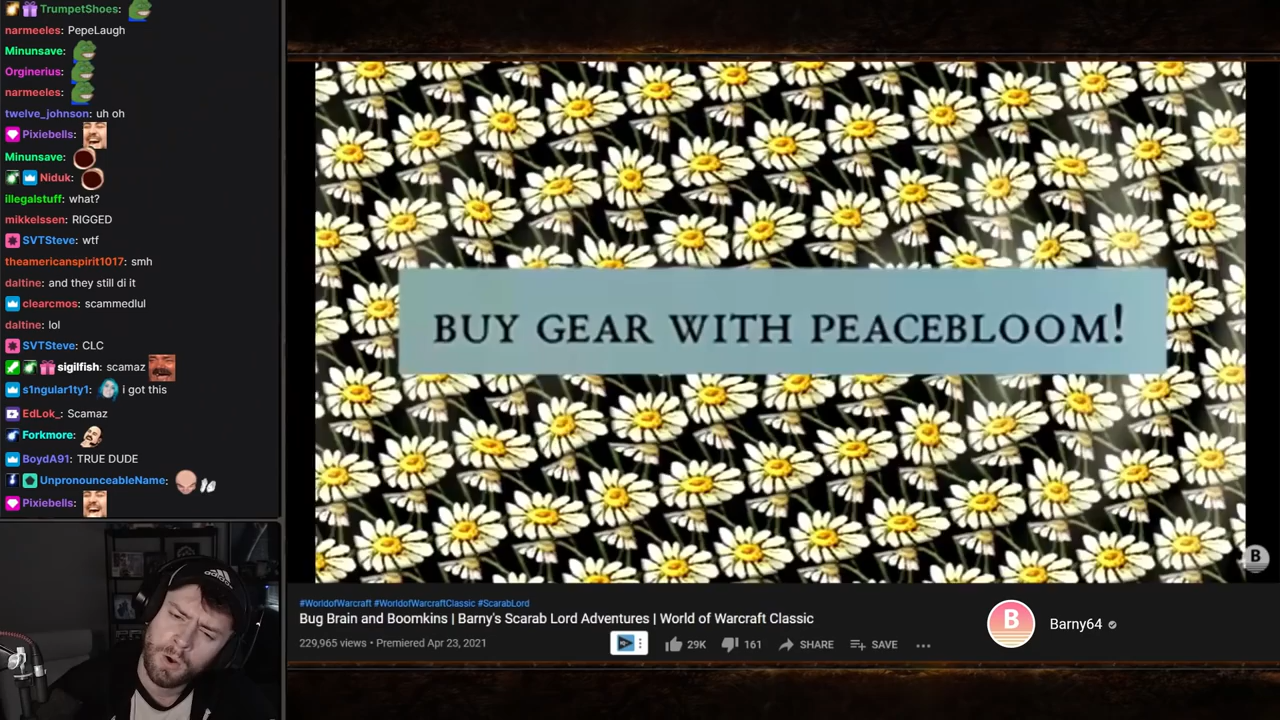 TrumpetShoes:
narmeeles: PepeLaugh
Minunsave:
Orginerius:
narmeeles:
twelve_johnson: uh oh
Pixiebells:
Minunsave:
Niduk:
illegalstuff: what?
mikkelssen: RIGGED
SVTSteve: wtf
theamericanspirit1017: smh
daltine: and they still di it
clearcmos: scammedlul
daltine: lol
SVTSteve: CLC
sigilfish: scamaz
s1ngular1ty1: i got this
EdLok_: Scamaz
Forkmore:
BoydA91: TRUE DUDE
UnpronounceableName:
Pixiebells:
BUY GEAR WITH PEACEBLOOM!
B
#WorldofWarcraft #WorldofWarcraftClassic #ScarabLord
Bug Brain and Boomkins | Barny's Scarab Lord Adventures | World of Warcraft Classic
229,965 views • Premiered Apr 23, 2021
29K
161
SHARE
SAVE
B
Barny64
adidas